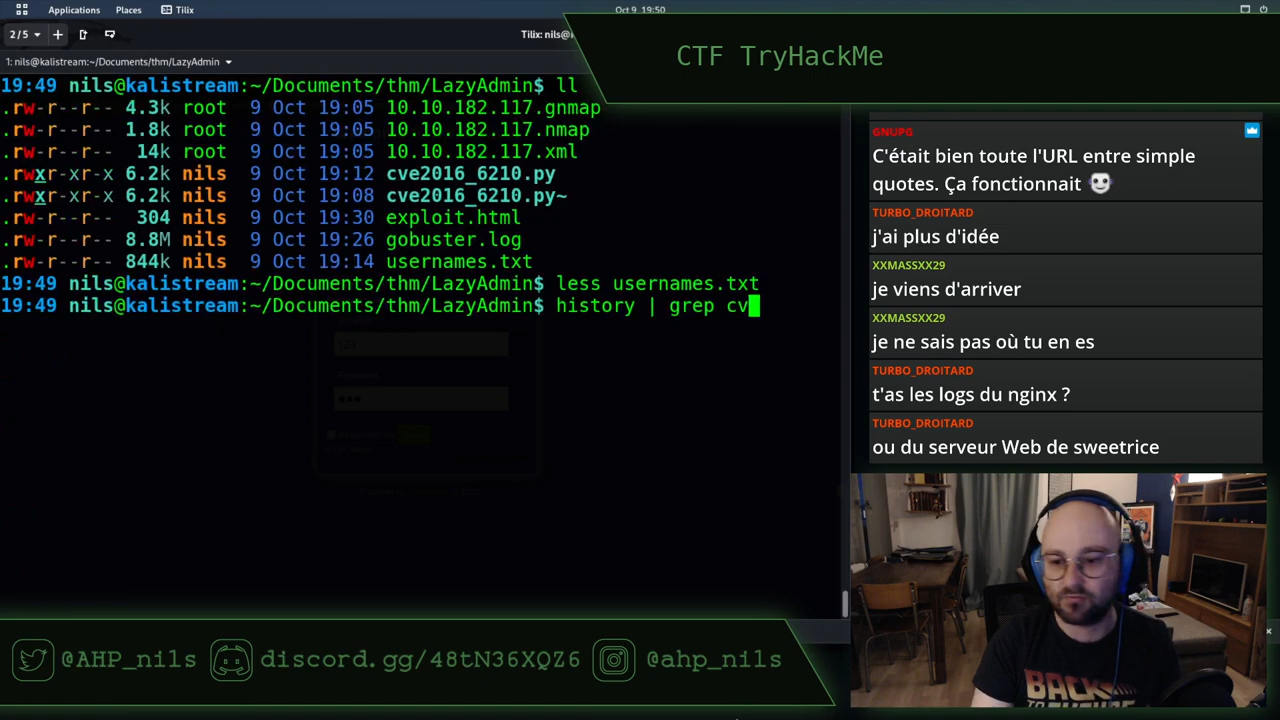 Applications Places Tilix
Oct 9 19:50
2/5
Tilix: nils@
CTF TryHackMe
1: nils@kalistream:~/Documents/thm/LazyAdmin
19:49 nils@kalistream:~/Documents/thm/LazyAdmin$ ll
.rw-r--r-- 4.3k root 9 Oct 19:05 10.10.182.117.gnmap
.rw-r--r-- 1.8k root 9 Oct 19:05 10.10.182.117.nmap
.rw-r--r-- 14k root 9 Oct 19:05 10.10.182.117.xml
.rwxr-xr-x 6.2k nils 9 Oct 19:12 cve2016_6210.py
.rwxr-xr-x 6.2k nils 9 Oct 19:08 cve2016_6210.py~
.rw-r--r-- 304 nils 9 Oct 19:30 exploit.html
.rw-r--r-- 8.8M nils 9 Oct 19:26 gobuster.log
.rw-r--r-- 844k nils 9 Oct 19:14 usernames.txt
19:49 nils@kalistream:~/Documents/thm/LazyAdmin$ less usernames.txt
19:49 nils@kalistream:~/Documents/thm/LazyAdmin$ history | grep cv
GNUPG
C'était bien toute l'URL entre simple
quotes. Ça fonctionnait
TURBO_DROITARD
j'ai plus d'idée
XXMASSXX29
je viens d'arriver
XXMASSXX29
je ne sais pas où tu en es
TURBO_DROITARD
t'as les logs du nginx ?
TURBO_DROITARD
ou du serveur Web de sweetrice
BACK
@AHP_nils discord.gg/48tN36XQZ6 @ahp_nils